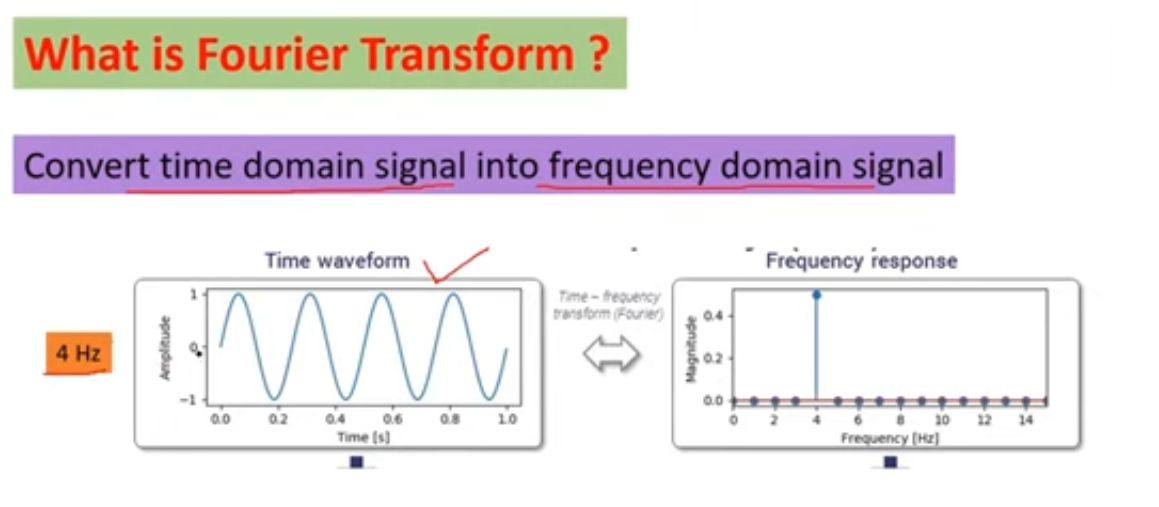 What is Fourier Transform ?
Convert time domain signal into frequency domain signal
Time waveform
Frequency response
Time – frequency
transform (Fourier)
4 Hz
Amplitude
1
0
−1
0.0 0.2 0.4 0.6 0.8 1.0
Time [s]
Magnitude
0.4
0.2
0.0
0 2 4 6 8 10 12 14
Frequency [Hz]